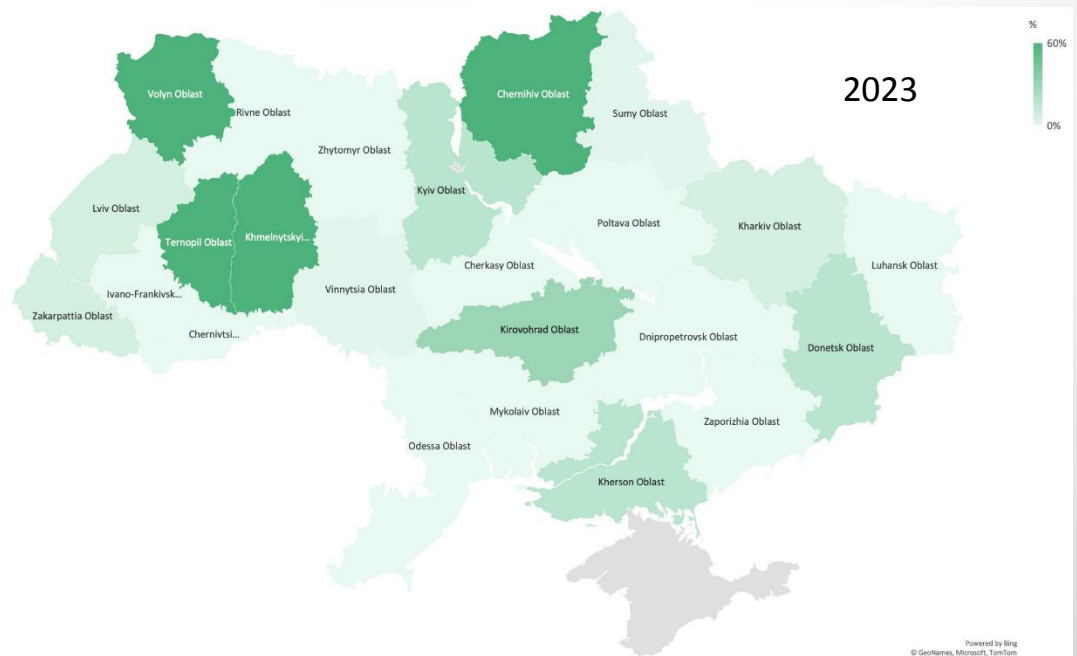 %
60%
0%
2023
Volyn Oblast
Chernihiv Oblast
Rivne Oblast
Sumy Oblast
Zhytomyr Oblast
Kyiv Oblast
Lviv Oblast
Poltava Oblast
Kharkiv Oblast
Ternopil Oblast
Khmelnytskyi...
Cherkasy Oblast
Luhansk Oblast
Ivano-Frankivsk...
Vinnytsia Oblast
Zakarpattia Oblast
Chernivtsi...
Kirovohrad Oblast
Dnipropetrovsk Oblast
Donetsk Oblast
Mykolaiv Oblast
Zaporizhia Oblast
Odessa Oblast
Kherson Oblast
Powered by Bing
© GeoNames, Microsoft, TomTom